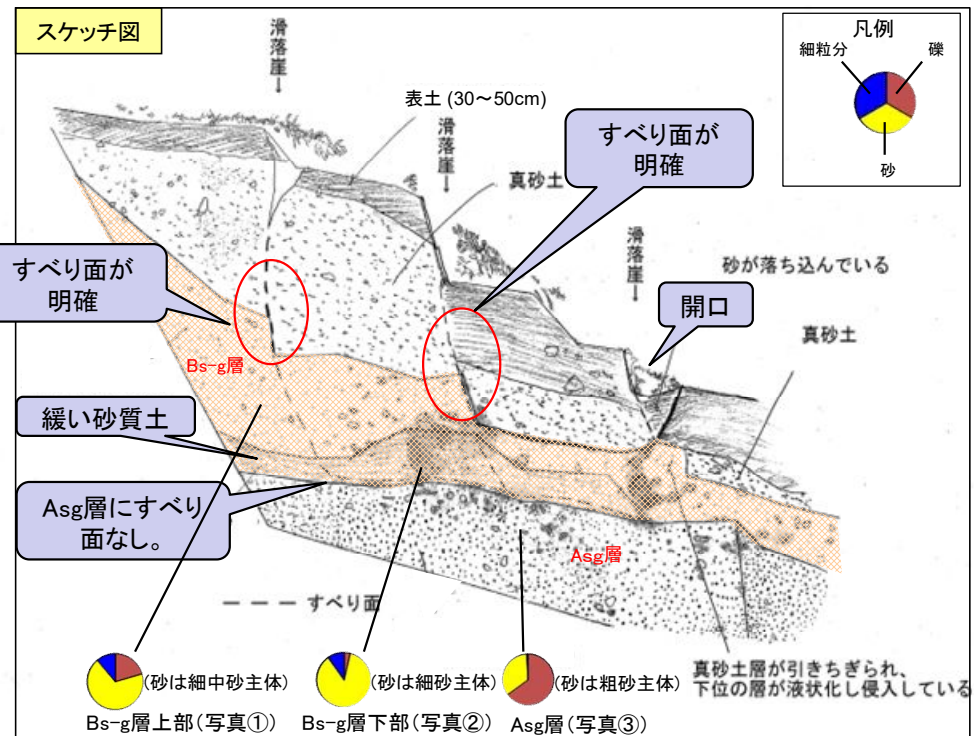 スケッチ図
滑落崖
凡例
細粒分
礫
砂
表土 (30～50cm)
滑落崖
すべり面が
明確
真砂土
滑落崖
砂が落ち込んでいる
すべり面が
明確
開口
真砂土
Bs-g層
緩い砂質土
Asg層にすべり
面なし。
Asg層
すべり面
(砂は細中砂主体)
(砂は細砂主体)
(砂は粗砂主体)
真砂土層が引きちぎられ、
下位の層が液状化し侵入している
Bs-g層上部(写真①)
Bs-g層下部(写真②)
Asg層(写真③)